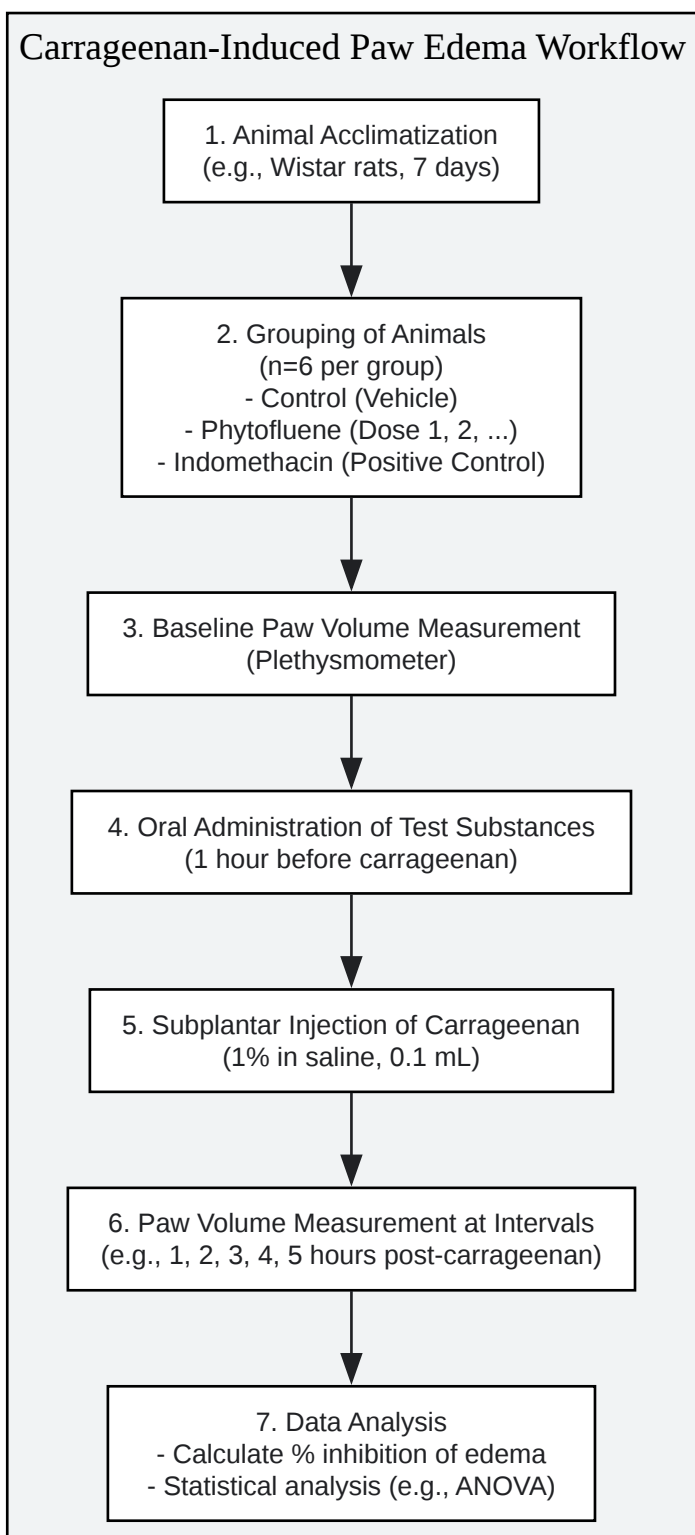 Carrageenan-Induced Paw Edema Workflow
1. Animal Acclimatization
(e.g., Wistar rats, 7 days)
2. Grouping of Animals
(n=6 per group)
- Control (Vehicle)
- Phytofluene (Dose 1, 2, ...)
- Indomethacin (Positive Control)
3. Baseline Paw Volume Measurement
(Plethysmometer)
4. Oral Administration of Test Substances
(1 hour before carrageenan)
5. Subplantar Injection of Carrageenan
(1% in saline, 0.1 mL)
6. Paw Volume Measurement at Intervals
(e.g., 1, 2, 3, 4, 5 hours post-carrageenan)
7. Data Analysis
- Calculate % inhibition of edema
- Statistical analysis (e.g., ANOVA)